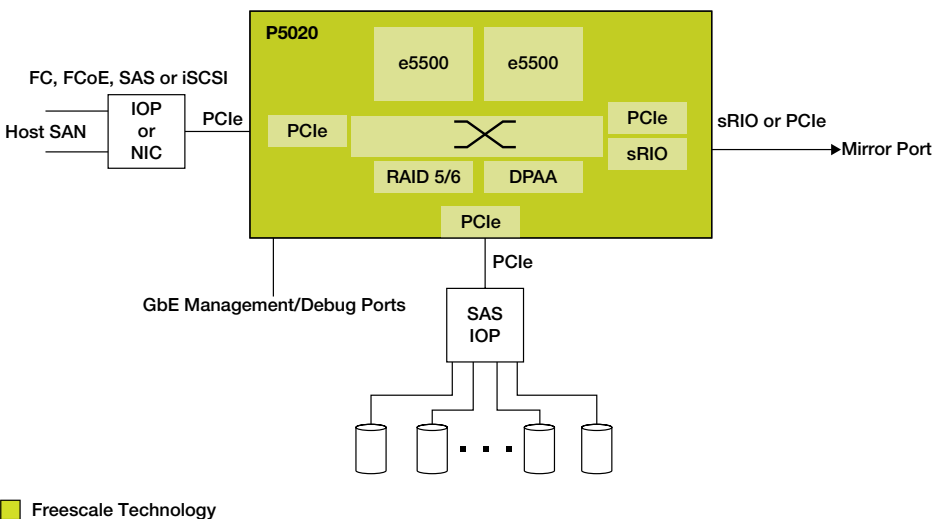 P5020
e5500
e5500
FC, FCoE, SAS or iSCSI
Host SAN
IOP
or
NIC
PCIe
PCIe
PCIe
sRIO
sRIO or PCIe
Mirror Port
RAID 5/6
DPAA
PCIe
PCIe
GbE Management/Debug Ports
SAS
IOP
Freescale Technology